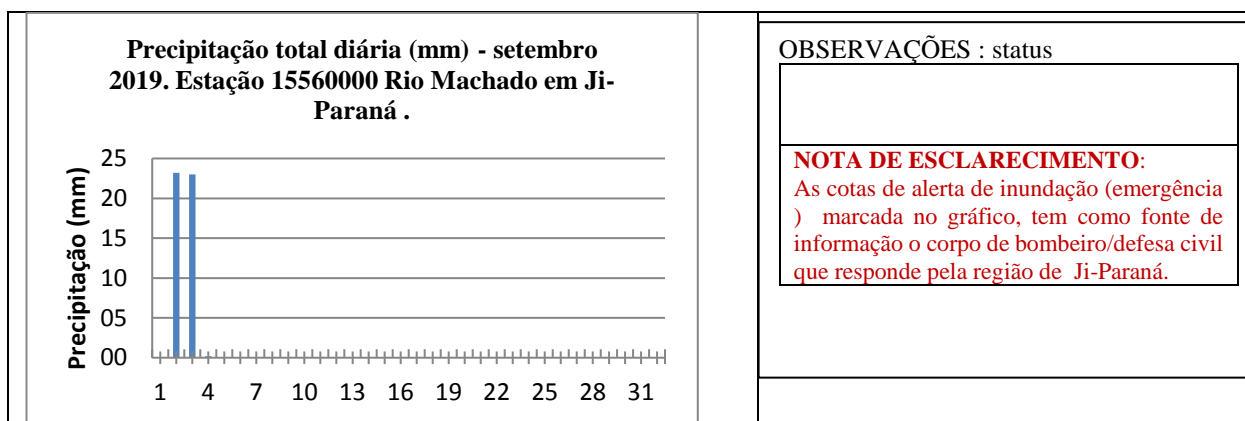 Precipitação total diária (mm) - setembro
2019. Estação 15560000 Rio Machado em Ji-
Paraná .
25
20
15
10
05
00
Precipitação (mm)
1 4 7 10 13 16 19 22 25 28 31
OBSERVAÇÕES : status
NOTA DE ESCLARECIMENTO:
As cotas de alerta de inundação (emergência
) marcada no gráfico, tem como fonte de
informação o corpo de bombeiro/defesa civil
que responde pela região de Ji-Paraná.